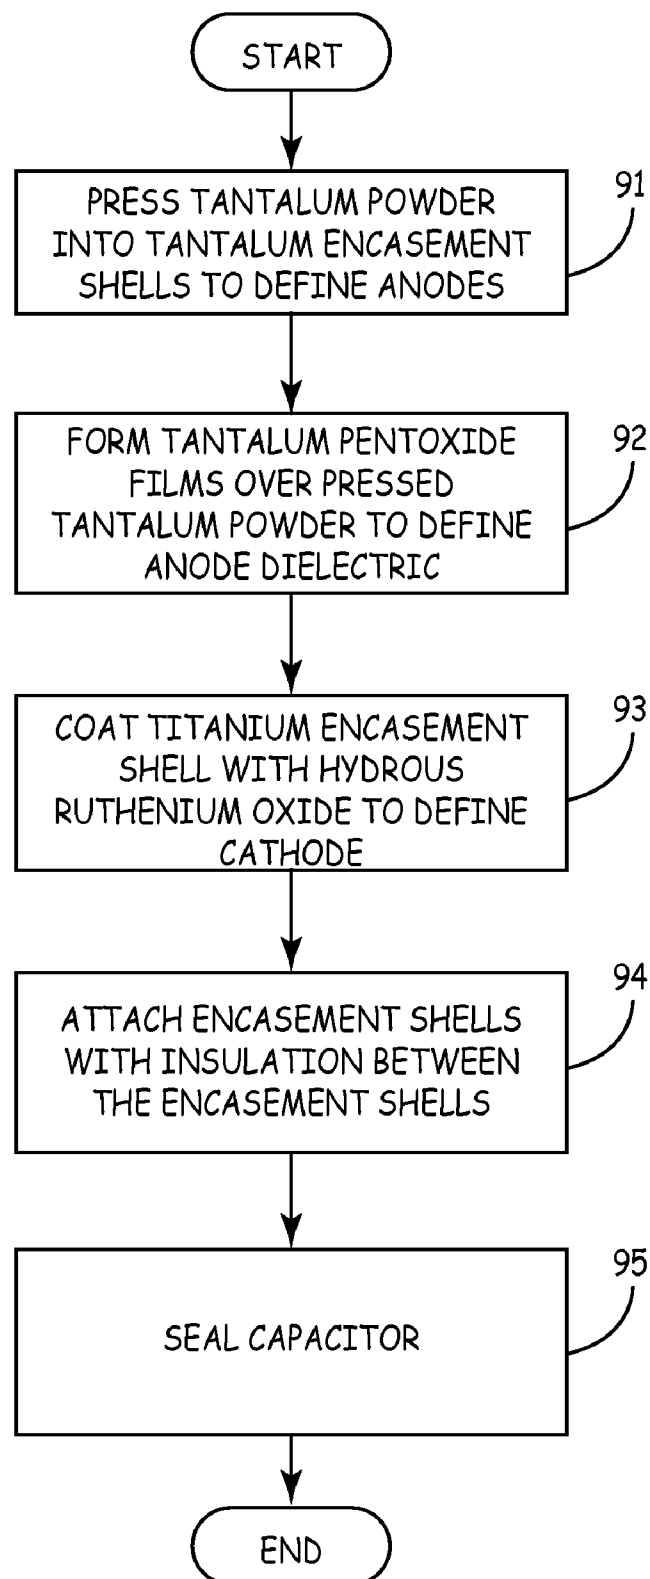 START
91
PRESS TANTALUM POWDER
INTO TANTALUM ENCASEMENT
SHELLS TO DEFINE ANODES
92
FORM TANTALUM PENTOXIDE
FILMS OVER PRESSED
TANTALUM POWDER TO DEFINE
ANODE DIELECTRIC
93
COAT TITANIUM ENCASEMENT
SHELL WITH HYDROUS
RUTHENIUM OXIDE TO DEFINE
CATHODE
94
ATTACH ENCASEMENT SHELLS
WITH INSULATION BETWEEN
THE ENCASEMENT SHELLS
95
SEAL CAPACITOR
END